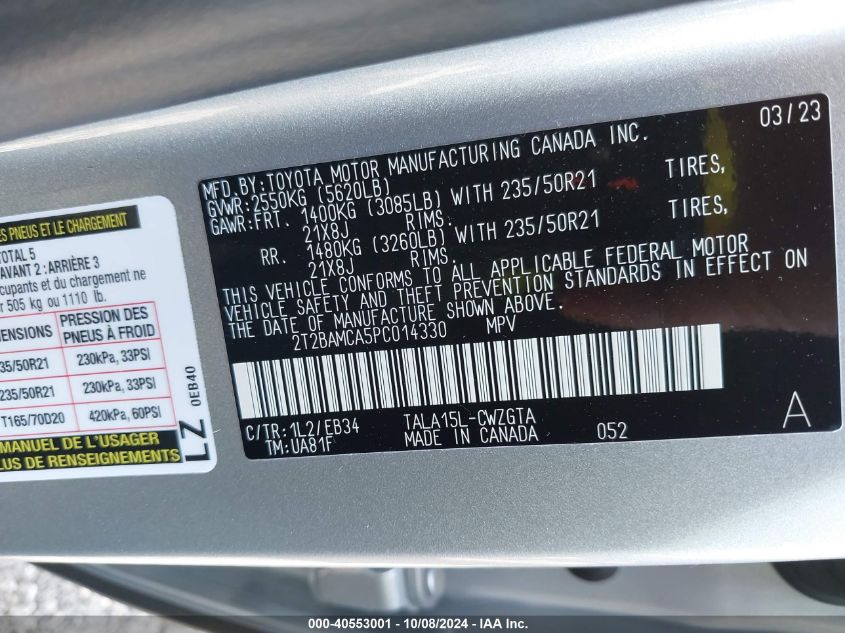 03/23
MFD.BY:TOYOTA MOTOR MANUFACTURING CANADA INC.
GVWR:2550KG (5620LB)
GAWR:FRT. 1400KG (3085LB) WITH 235/50R21 TIRES,
21X8J RIMS.
RR. 1480KG (3260LB) WITH 235/50R21 TIRES,
21X8J RIMS.
THIS VEHICLE CONFORMS TO ALL APPLICABLE FEDERAL MOTOR
VEHICLE SAFETY AND THEFT PREVENTION STANDARDS IN EFFECT ON
THE DATE OF MANUFACTURE SHOWN ABOVE.
2T2BAMCA5PC014330 MPV
C/TR:1L2/EB34 TALA15L-CWZGTA A
TM:UA81F MADE IN CANADA 052
PNEUS ET LE CHARGEMENT
TOTAL 5
AVANT 2 : ARRIÈRE 3
cupants et du chargement ne
r 505 kg ou 1110 lb.
ENSIONS PRESSION DES
PNEUS À FROID
35/50R21 230kPa, 33PSI
235/50R21 230kPa, 33PSI
T165/70D20 420kPa, 60PSI
MANUEL DE L'USAGER
LUS DE RENSEIGNEMENTS
LZ 0EB40
000-40553001 - 10/08/2024 - IAA Inc.